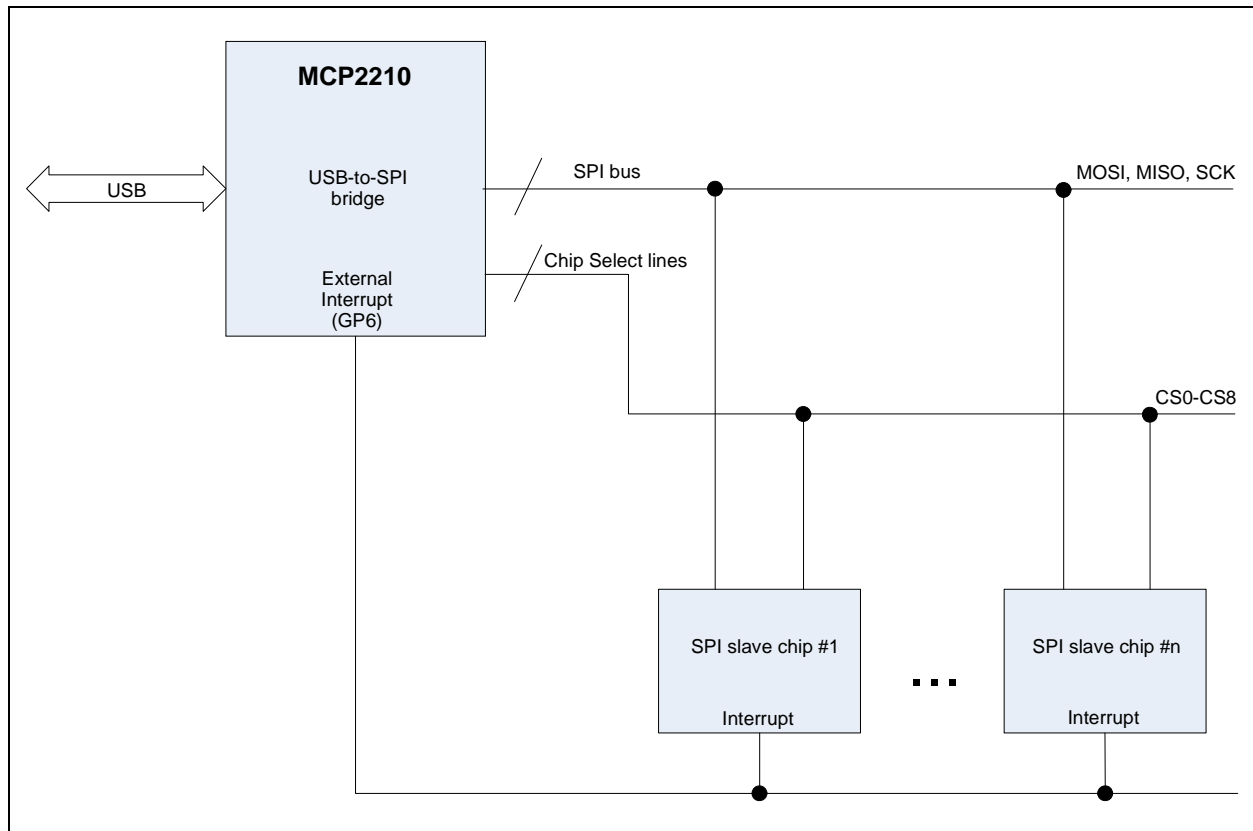 MCP2210
USB
USB-to-SPI
bridge
SPI bus
MOSI, MISO, SCK
External
Interrupt
(GP6)
Chip Select lines
CS0-CS8
SPI slave chip #1
Interrupt
SPI slave chip #n
Interrupt